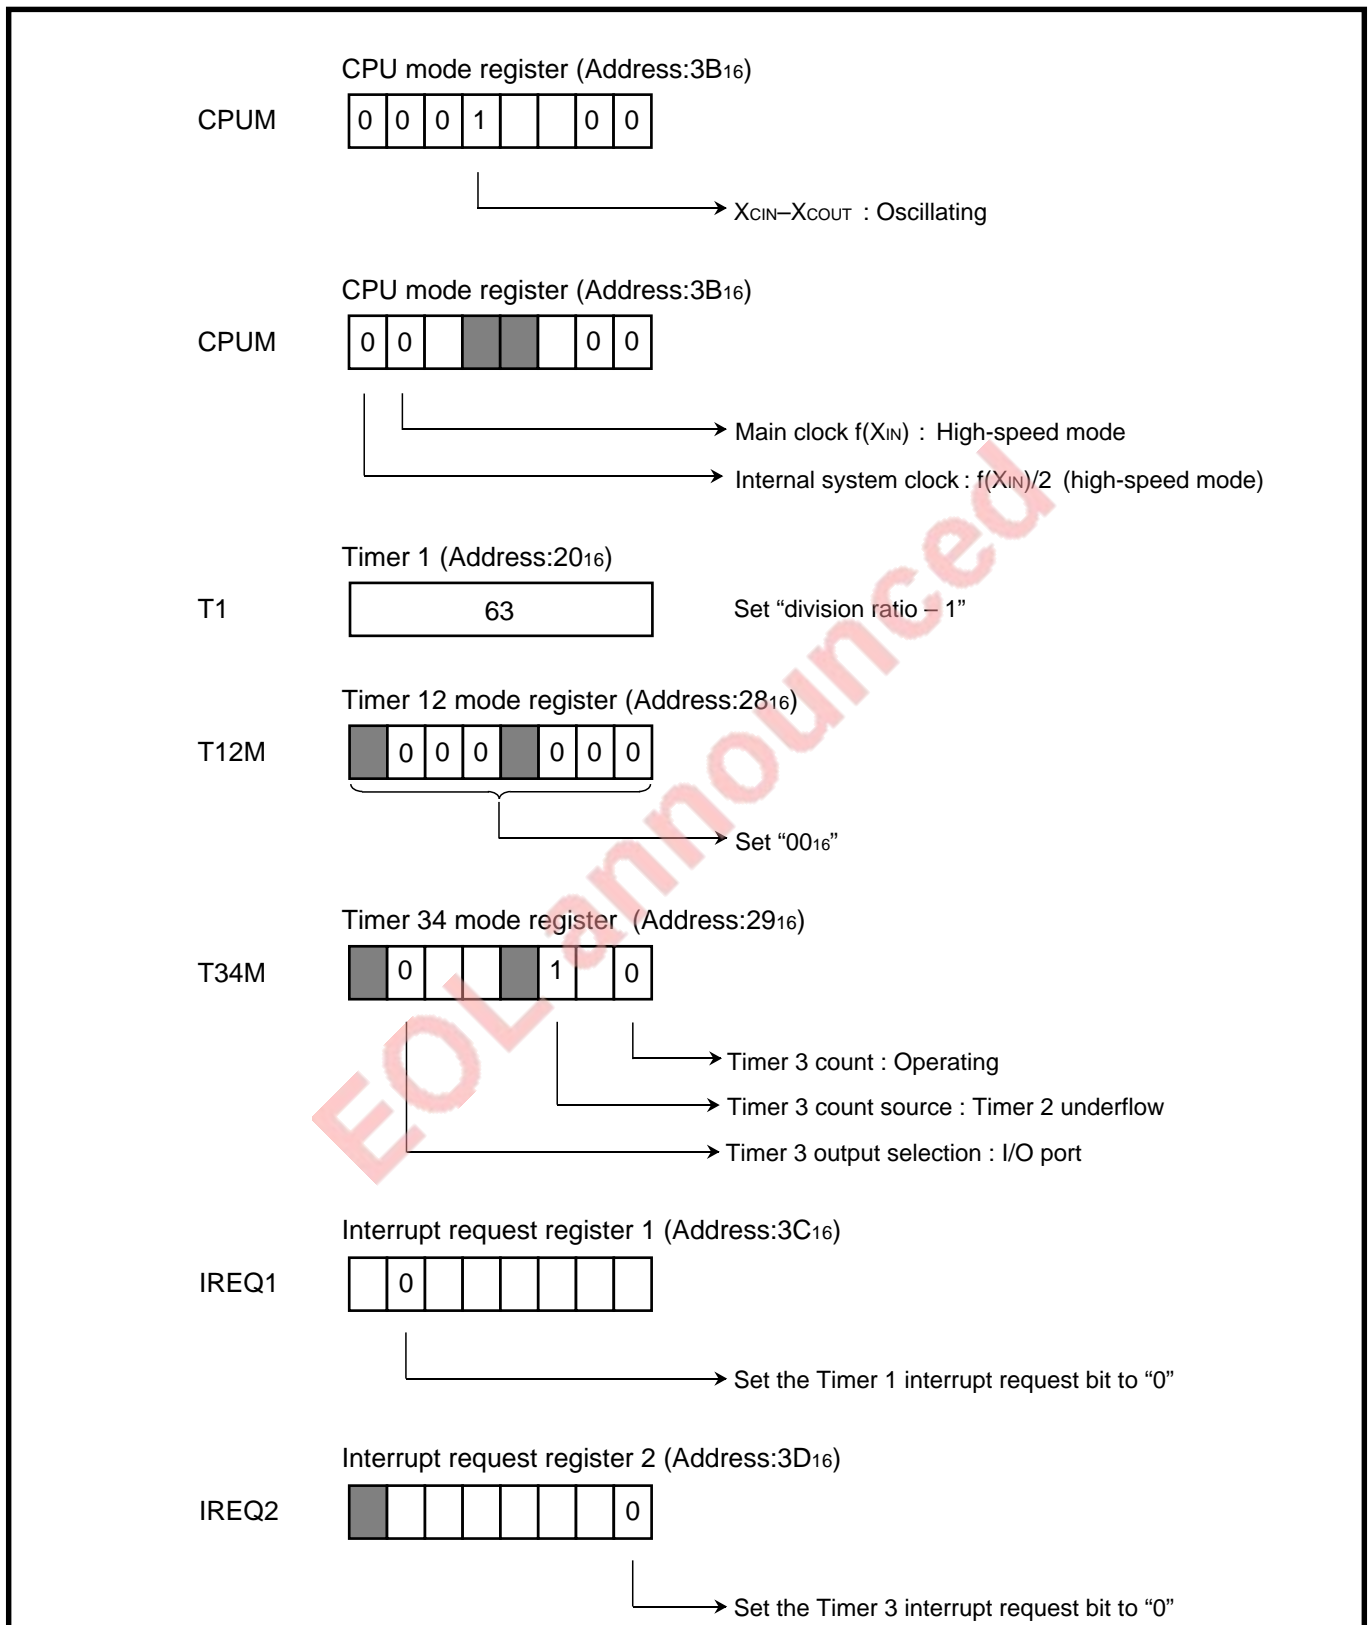 CPU mode register (Address:3B16)
CPUM 0 0 0 1 0 0
XCIN–XCOUT : Oscillating
CPU mode register (Address:3B16)
CPUM 0 0 0 0
Main clock f(XIN) : High-speed mode
Internal system clock : f(XIN)/2 (high-speed mode)
Timer 1 (Address:2016)
T1 63 Set “division ratio – 1”
Timer 12 mode register (Address:2816)
T12M 0 0 0 0 0 0
Set “0016”
Timer 34 mode register (Address:2916)
T34M 0 1 0
Timer 3 count : Operating
Timer 3 count source : Timer 2 underflow
Timer 3 output selection : I/O port
Interrupt request register 1 (Address:3C16)
IREQ1 0
Set the Timer 1 interrupt request bit to “0”
Interrupt request register 2 (Address:3D16)
IREQ2 0
Set the Timer 3 interrupt request bit to “0”
EOL announced